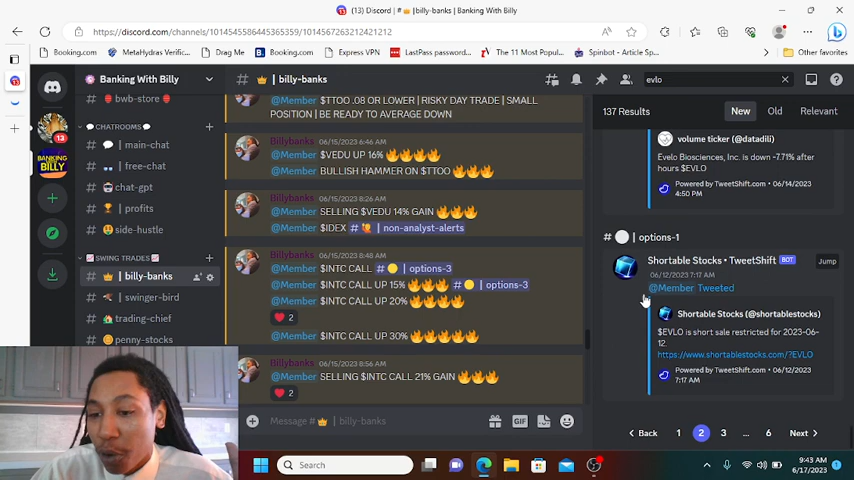 (13) Discord | # 👑 |billy-banks | Banking With Billy
https://discord.com/channels/1014545586445365359/1014567263212421212
Booking.com
MetaHydras Verific...
Drag Me
Booking.com
Express VPN
LastPass password...
The 11 Most Popul...
Spinbot - Article Sp...
Other favorites
Banking With Billy
# 👑 | billy-banks
evlo
# bwb-store
CHATROOMS
# | main-chat
# | free-chat
# chat-gpt
# | profits
# side-hustle
SWING TRADES
# | billy-banks
# | swinger-bird
# trading-chief
# penny-stocks
13
BANKING
BILLY
@Member $TTOO .08 OR LOWER | RISKY DAY TRADE | SMALL
POSITION | BE READY TO AVERAGE DOWN
Billybanks 06/15/2023 6:46 AM
@Member $VEDU UP 16% 🔥🔥🔥🔥
@Member BULLISH HAMMER ON $TTOO 🔥🔥🔥
Billybanks 06/15/2023 8:26 AM
@Member SELLING $VEDU 14% GAIN 🔥🔥🔥
@Member $IDEX # | non-analyst-alerts
Billybanks 06/15/2023 8:48 AM
@Member $INTC CALL # | options-3
@Member $INTC CALL UP 15% 🔥🔥🔥 # | options-3
@Member $INTC CALL UP 20% 🔥🔥🔥🔥
❤️ 2
@Member $INTC CALL UP 30% 🔥🔥🔥🔥🔥
Billybanks 06/15/2023 8:56 AM
@Member SELLING $INTC CALL 21% GAIN 🔥🔥🔥
❤️ 2
Message # 👑 | billy-banks
GIF
137 Results
New
Old
Relevant
volume ticker (@datadili)
Evelo Biosciences, Inc. is down -7.71% after
hours $EVLO
Powered by TweetShift.com • 06/14/2023
4:50 PM
# | options-1
Shortable Stocks • TweetShift BOT
Jump
06/12/2023 7:17 AM
@Member Tweeted
Shortable Stocks (@shortablestocks)
$EVLO is short sale restricted for 2023-06-
12.
https://www.shortablestocks.com/?EVLO
Powered by TweetShift.com • 06/12/2023
7:17 AM
Back 1 2 3 ... 6 Next
Search
9:43 AM
6/17/2023